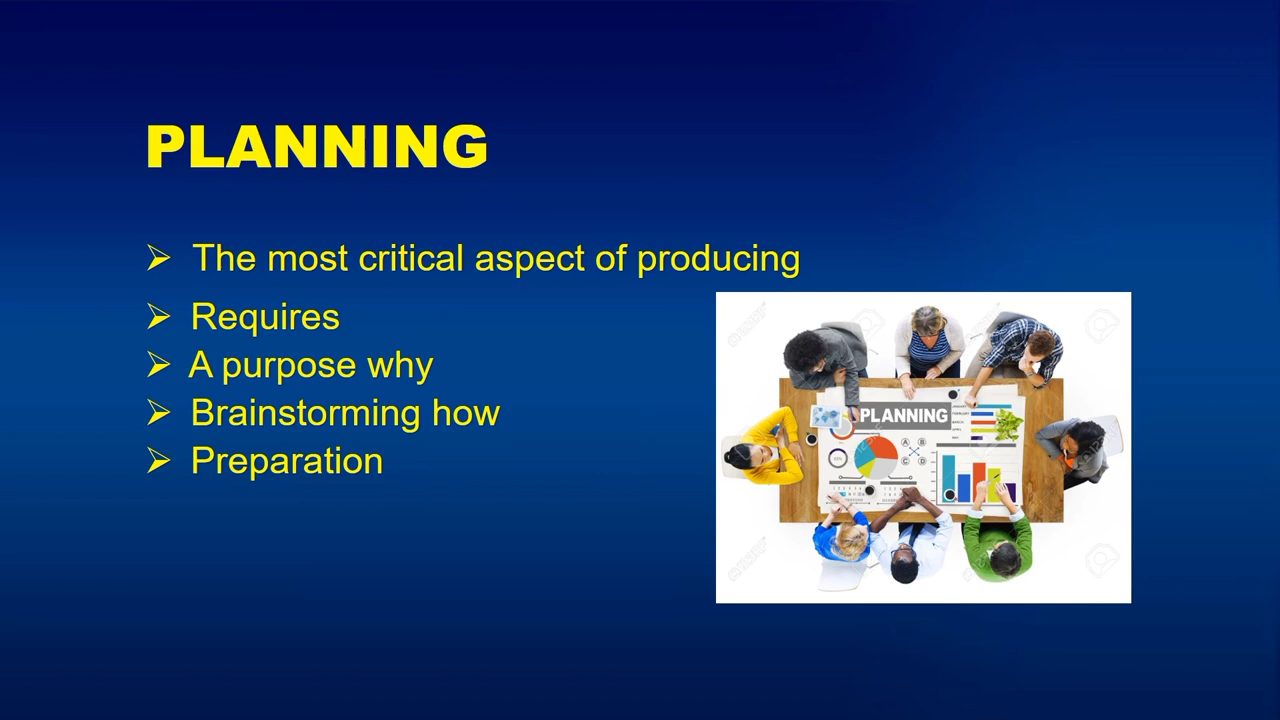 PLANNING
The most critical aspect of producing
Requires
A purpose why
Brainstorming how
Preparation
PLANNING
A B
C D